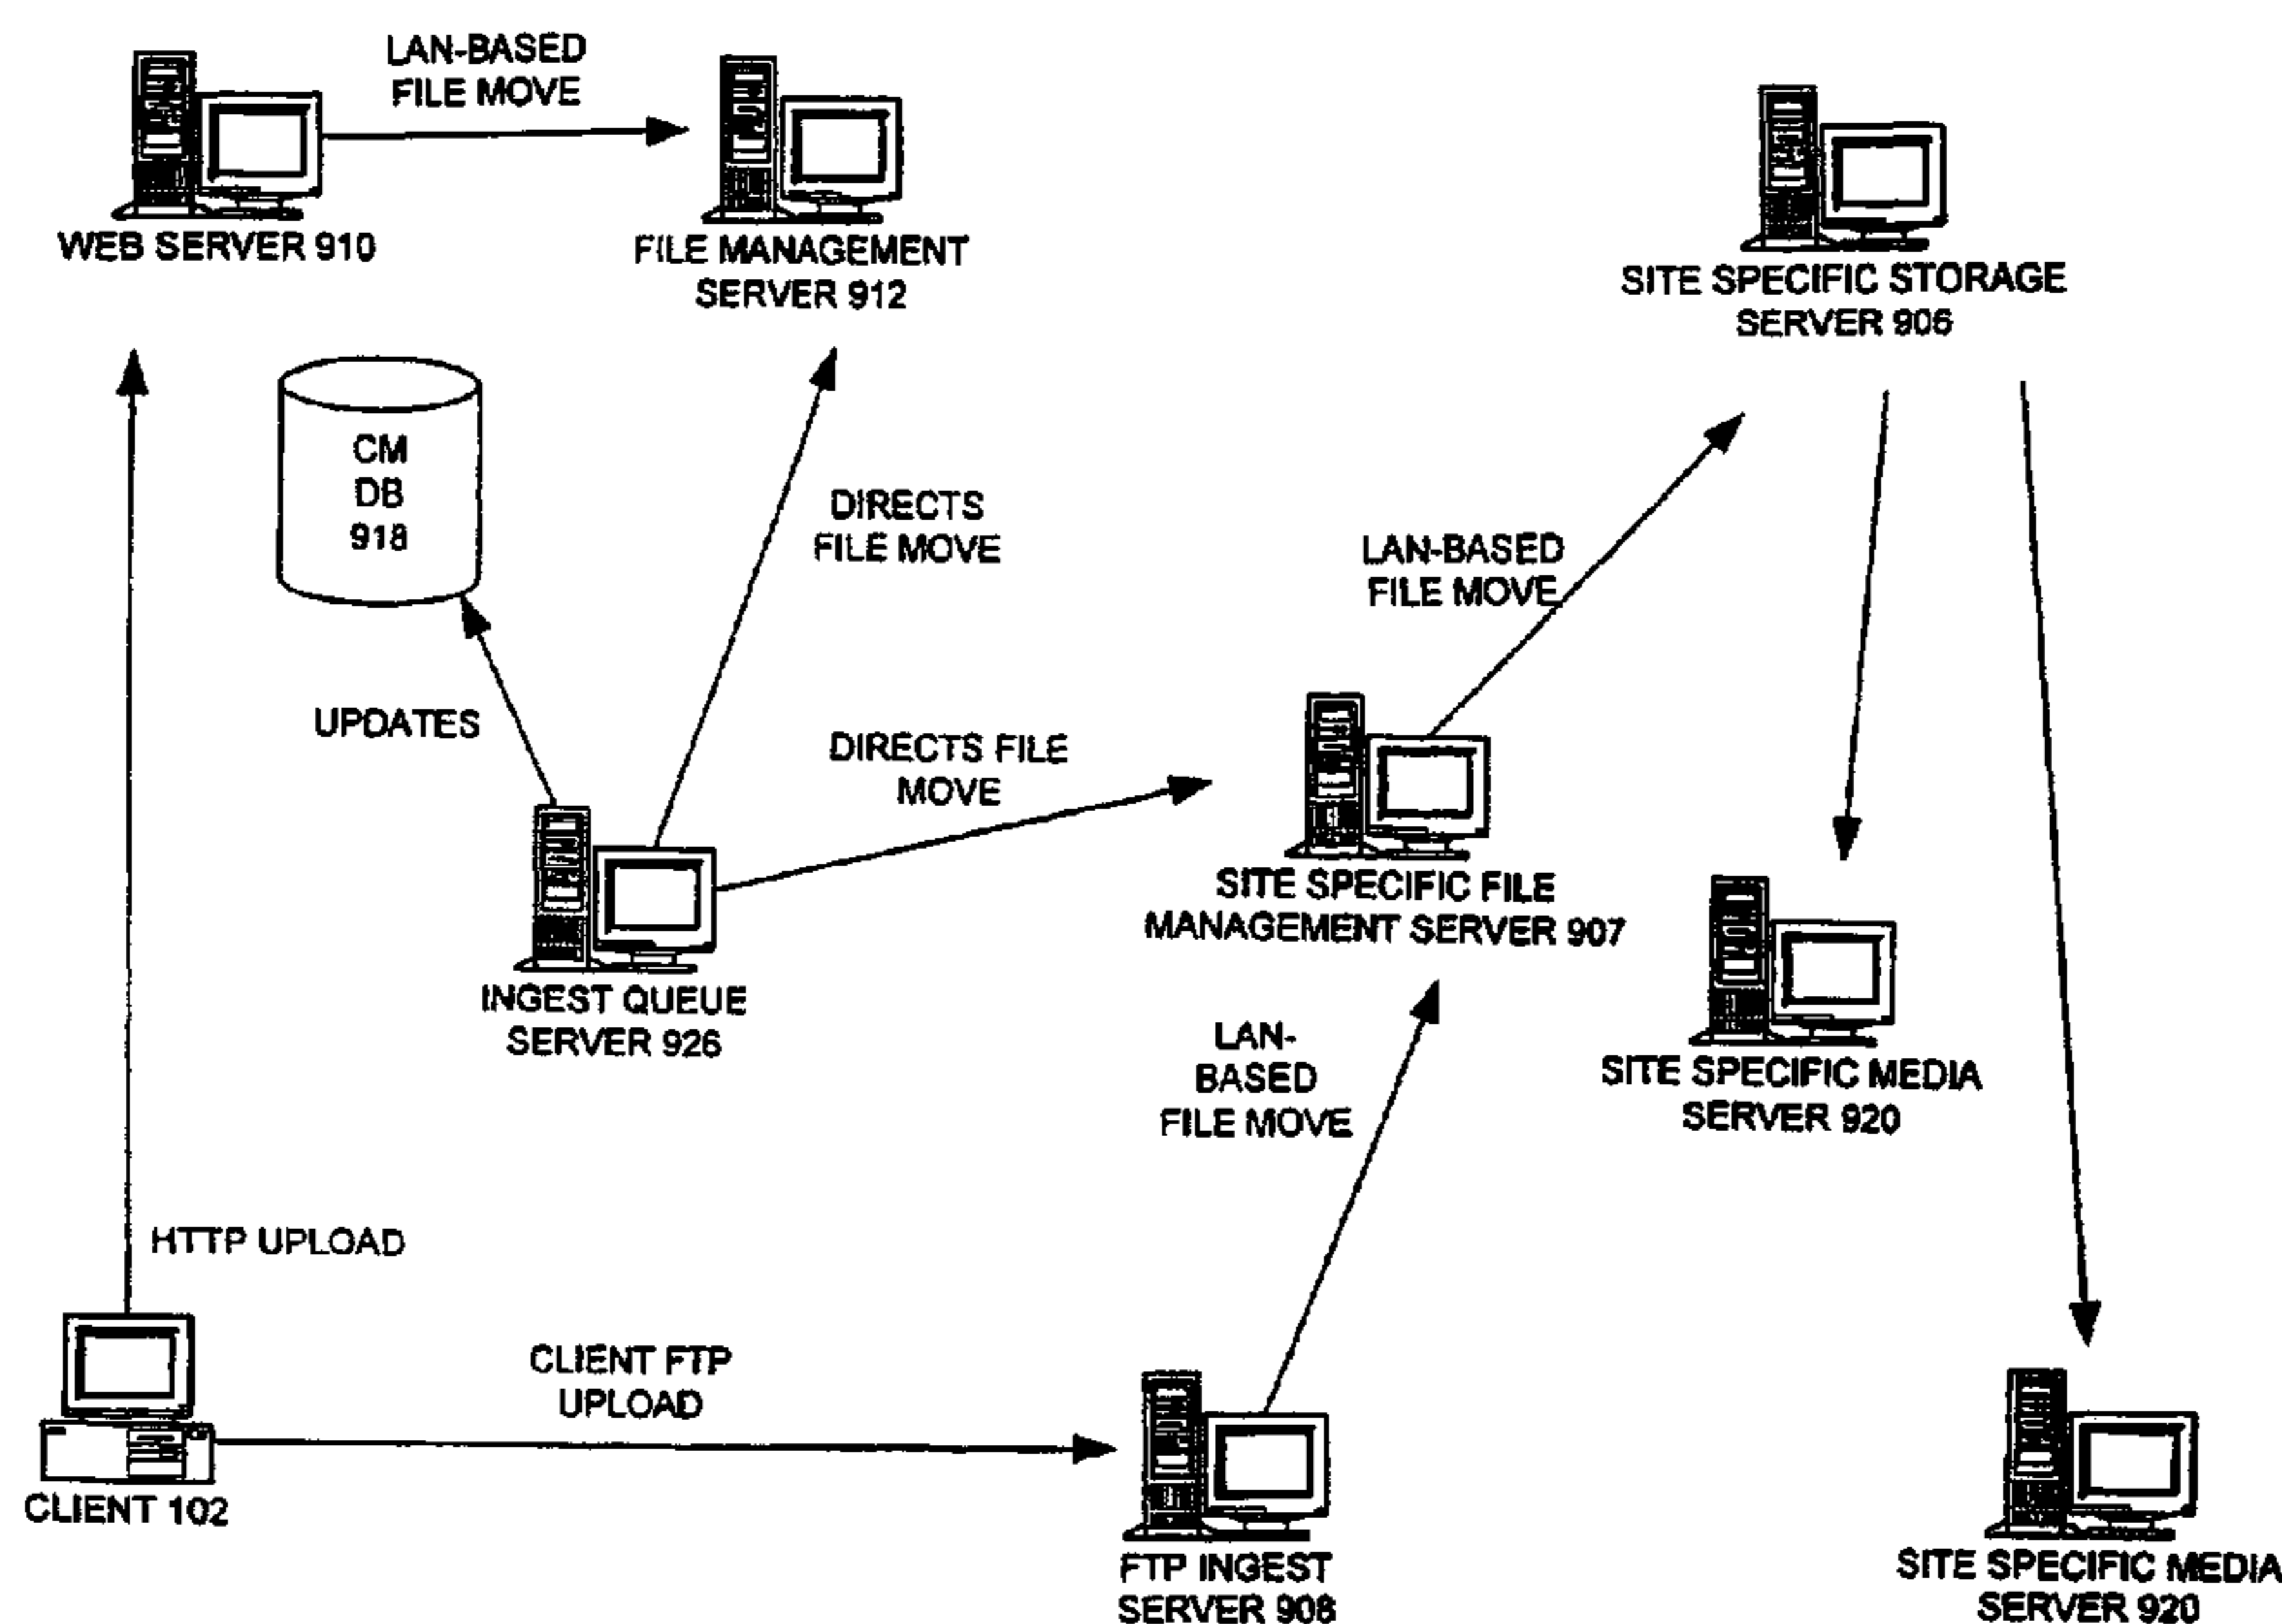 LAN-BASED
FILE MOVE
WEB SERVER 910
FILE MANAGEMENT
SERVER 912
SITE SPECIFIC STORAGE
SERVER 906
CM
DB
918
DIRECTS
FILE MOVE
LAN-BASED
FILE MOVE
UPDATES
DIRECTS FILE
MOVE
SITE SPECIFIC FILE
MANAGEMENT SERVER 907
INGEST QUEUE
SERVER 926
LAN-
BASED
FILE MOVE
SITE SPECIFIC MEDIA
SERVER 920
HTTP UPLOAD
CLIENT FTP
UPLOAD
CLIENT 102
FTP INGEST
SERVER 908
SITE SPECIFIC MEDIA
SERVER 920